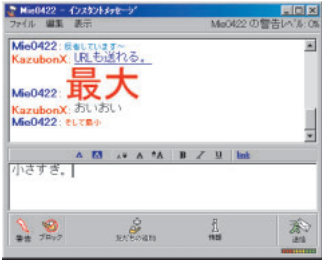 Mie0422 - インスタントメッセージ
ファイル 編集 表示 Mie0422 の警告レベル: 0%
Mie0422: 反省しています~
KazubonX: URLも送れる。
Mie0422: 最大
KazubonX: おいおい
Mie0422: そして最小
A A A A A B I U link
小さすぎ。
警告 ブロック 友だちの追加 情報 送信